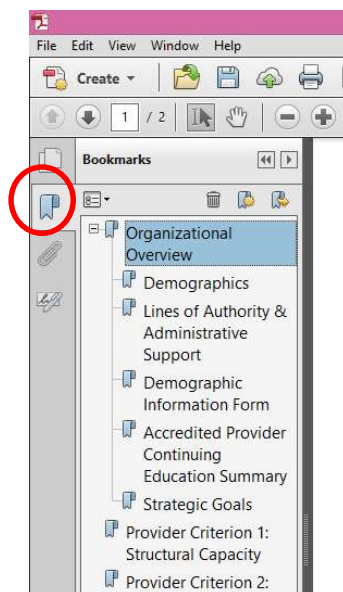 File Edit View Window Help
Create
1 / 2
Bookmarks
Organizational
Overview
Demographics
Lines of Authority &
Administrative
Support
Demographic
Information Form
Accredited Provider
Continuing
Education Summary
Strategic Goals
Provider Criterion 1:
Structural Capacity
Provider Criterion 2: